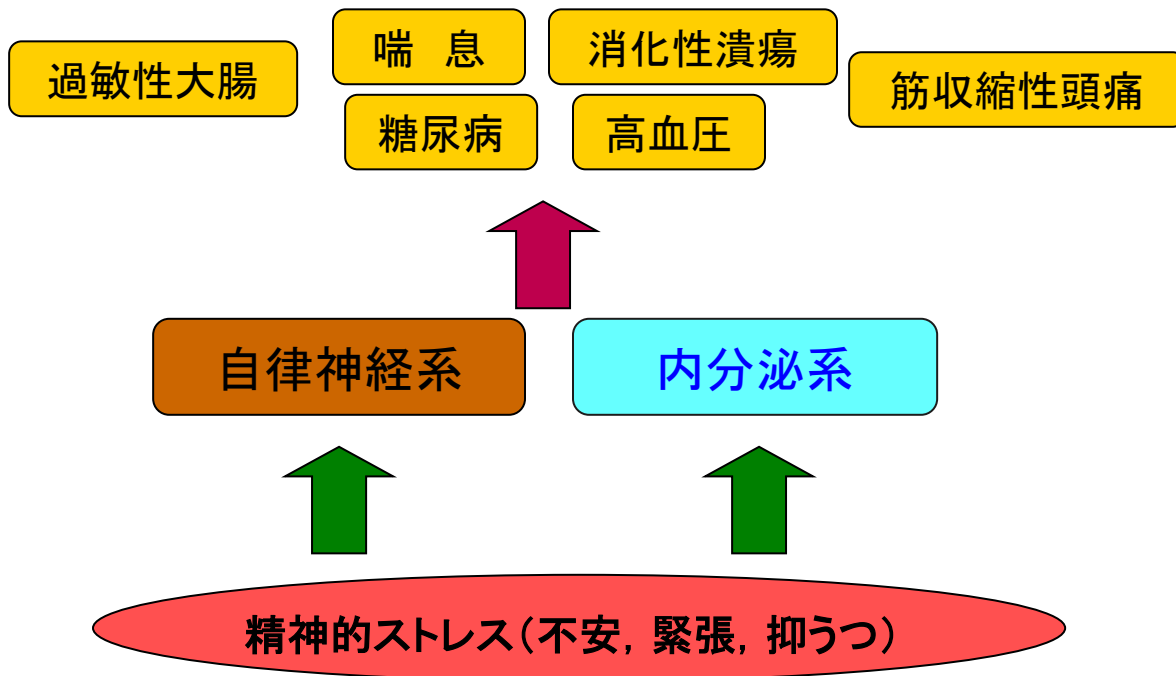 喘　息
消化性潰瘍
過敏性大腸
筋収縮性頭痛
糖尿病
高血圧
自律神経系
内分泌系
精神的ストレス（不安，緊張，抑うつ）